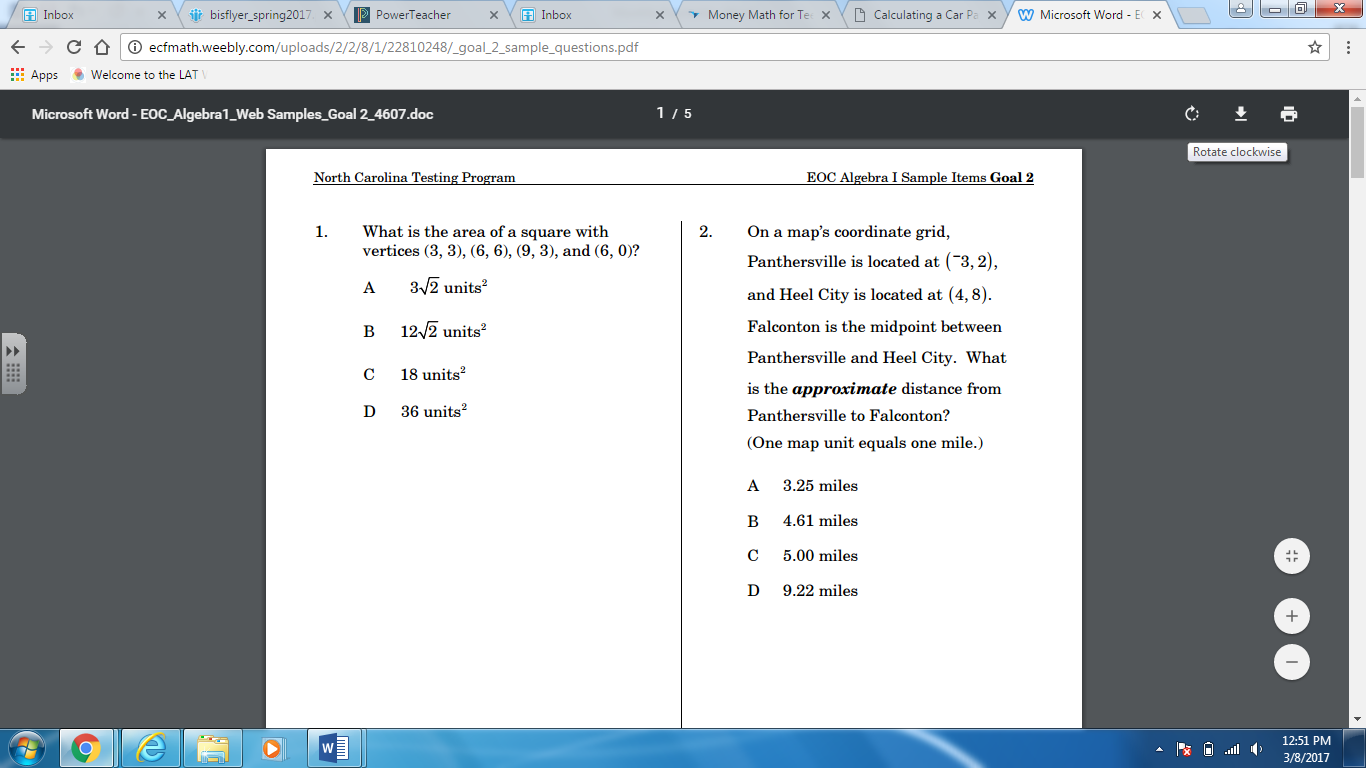 Inbox
bisflyer_spring2017
PowerTeacher
Inbox
Money Math for Te
Calculating a Car Pa
Microsoft Word - E
ecfmath.weebly.com/uploads/2/2/8/1/22810248/_goal_2_sample_questions.pdf
Apps
Welcome to the LAT
Microsoft Word - EOC_Algebra1_Web Samples_Goal 2_4607.doc
1 / 5
Rotate clockwise
North Carolina Testing Program
EOC Algebra I Sample Items Goal 2
1. What is the area of a square with
vertices (3, 3), (6, 6), (9, 3), and (6, 0)?
A 3√2 units²
B 12√2 units²
C 18 units²
D 36 units²
2. On a map's coordinate grid,
Panthersville is located at (⁻3, 2),
and Heel City is located at (4, 8).
Falconton is the midpoint between
Panthersville and Heel City. What
is the approximate distance from
Panthersville to Falconton?
(One map unit equals one mile.)
A 3.25 miles
B 4.61 miles
C 5.00 miles
D 9.22 miles
12:51 PM
3/8/2017